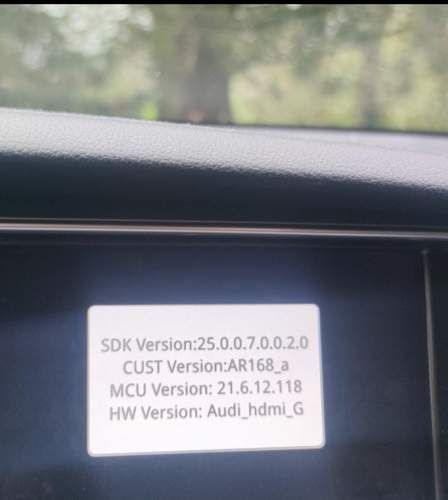 SDK Version:25.0.0.7.0.0.2.0
CUST Version:AR168_a
MCU Version: 21.6.12.118
HW Version: Audi_hdmi_G